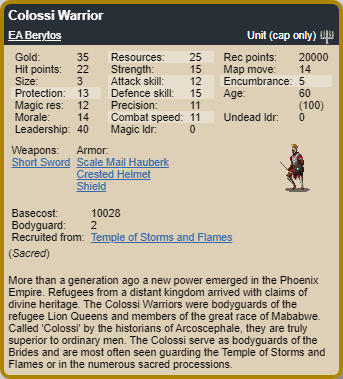 Colossi Warrior
EA Berytos Unit (cap only)
Gold: 35 Resources: 25 Rec points: 20000
Hit points: 22 Strength: 15 Map move: 14
Size: 3 Attack skill: 12 Encumbrance: 5
Protection: 13 Defence skill: 15 Age: 60
Magic res: 12 Precision: 11 (100)
Morale: 14 Combat speed: 11 Undead ldr: 0
Leadership: 40 Magic ldr: 0
Weapons: Armor:
Short Sword Scale Mail Hauberk
Crested Helmet
Shield
Basecost: 10028
Bodyguard: 2
Recruited from: Temple of Storms and Flames
(Sacred)
More than a generation ago a new power emerged in the Phoenix
Empire. Refugees from a distant kingdom arrived with claims of
divine heritage. The Colossi Warriors were bodyguards of the
refugee Lion Queens and members of the great race of Mababwe.
Called 'Colossi' by the historians of Arcoscephale, they are truly
superior to ordinary men. The Colossi serve as bodyguards of the
Brides and are most often seen guarding the Temple of Storms and
Flames or in the numerous sacred processions.